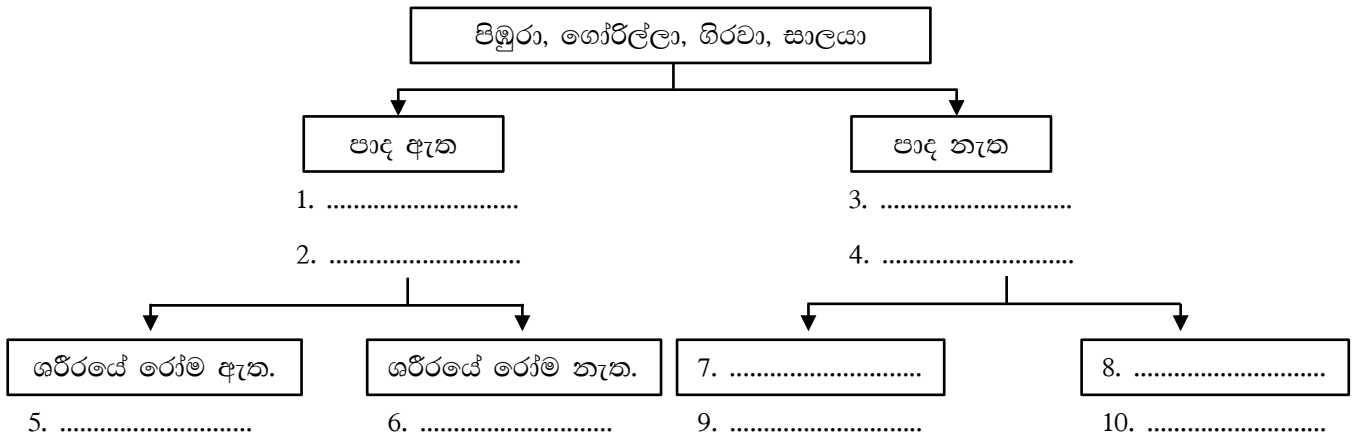 පිඹුරා, ගෝරිල්ලා, ගිරවා, සාලයා
පාද ඇත
පාද නැත
1. ............................
3. ............................
2. ............................
4. ............................
ශරීරයේ රෝම ඇත.
ශරීරයේ රෝම නැත.
7. ............................
8. ............................
5. ............................
6. ............................
9. ............................
10. ............................